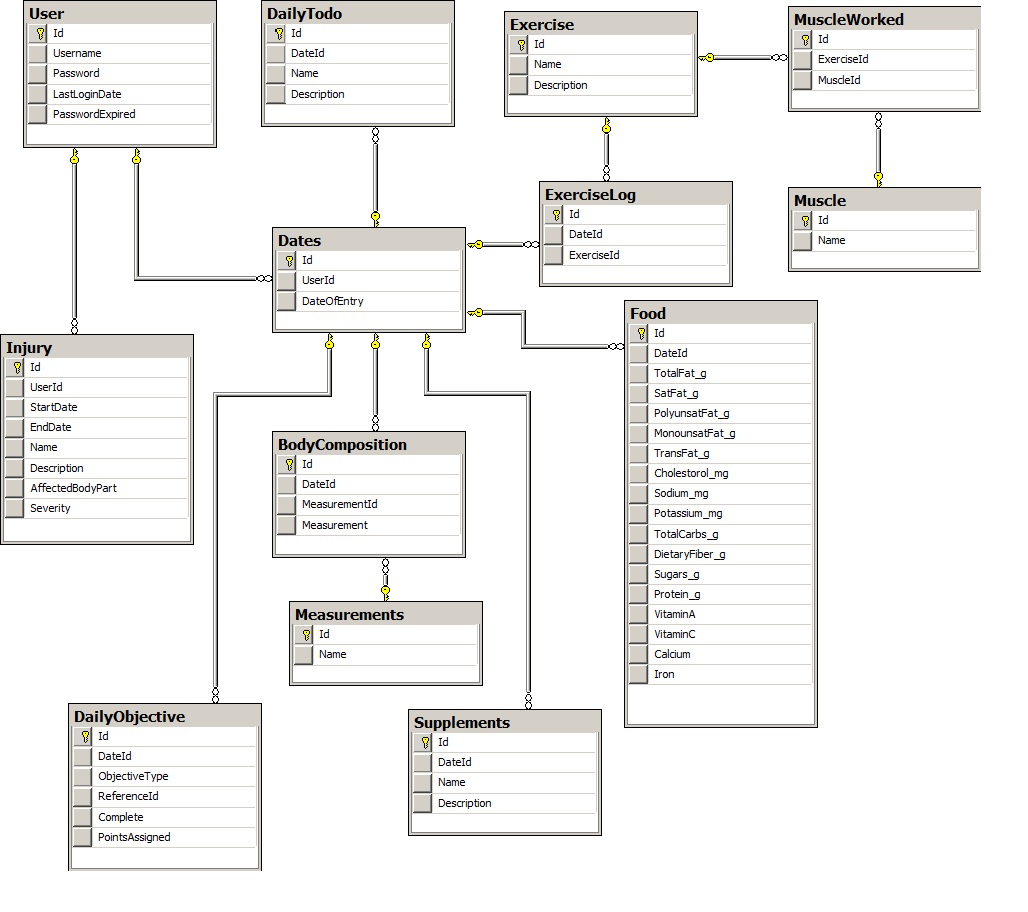 User
Id
Username
Password
LastLoginDate
PasswordExpired
DailyTodo
Id
DateId
Name
Description
Exercise
Id
Name
Description
MuscleWorked
Id
ExerciseId
MuscleId
ExerciseLog
Id
DateId
ExerciseId
Muscle
Id
Name
Dates
Id
UserId
DateOfEntry
Injury
Id
UserId
StartDate
EndDate
Name
Description
AffectedBodyPart
Severity
Food
Id
DateId
TotalFat_g
SatFat_g
PolyunsatFat_g
MonounsatFat_g
TransFat_g
Cholestorol_mg
Sodium_mg
Potassium_mg
TotalCarbs_g
DietaryFiber_g
Sugars_g
Protein_g
VitaminA
VitaminC
Calcium
Iron
BodyComposition
Id
DateId
MeasurementId
Measurement
Measurements
Id
Name
DailyObjective
Id
DateId
ObjectiveType
ReferenceId
Complete
PointsAssigned
Supplements
Id
DateId
Name
Description